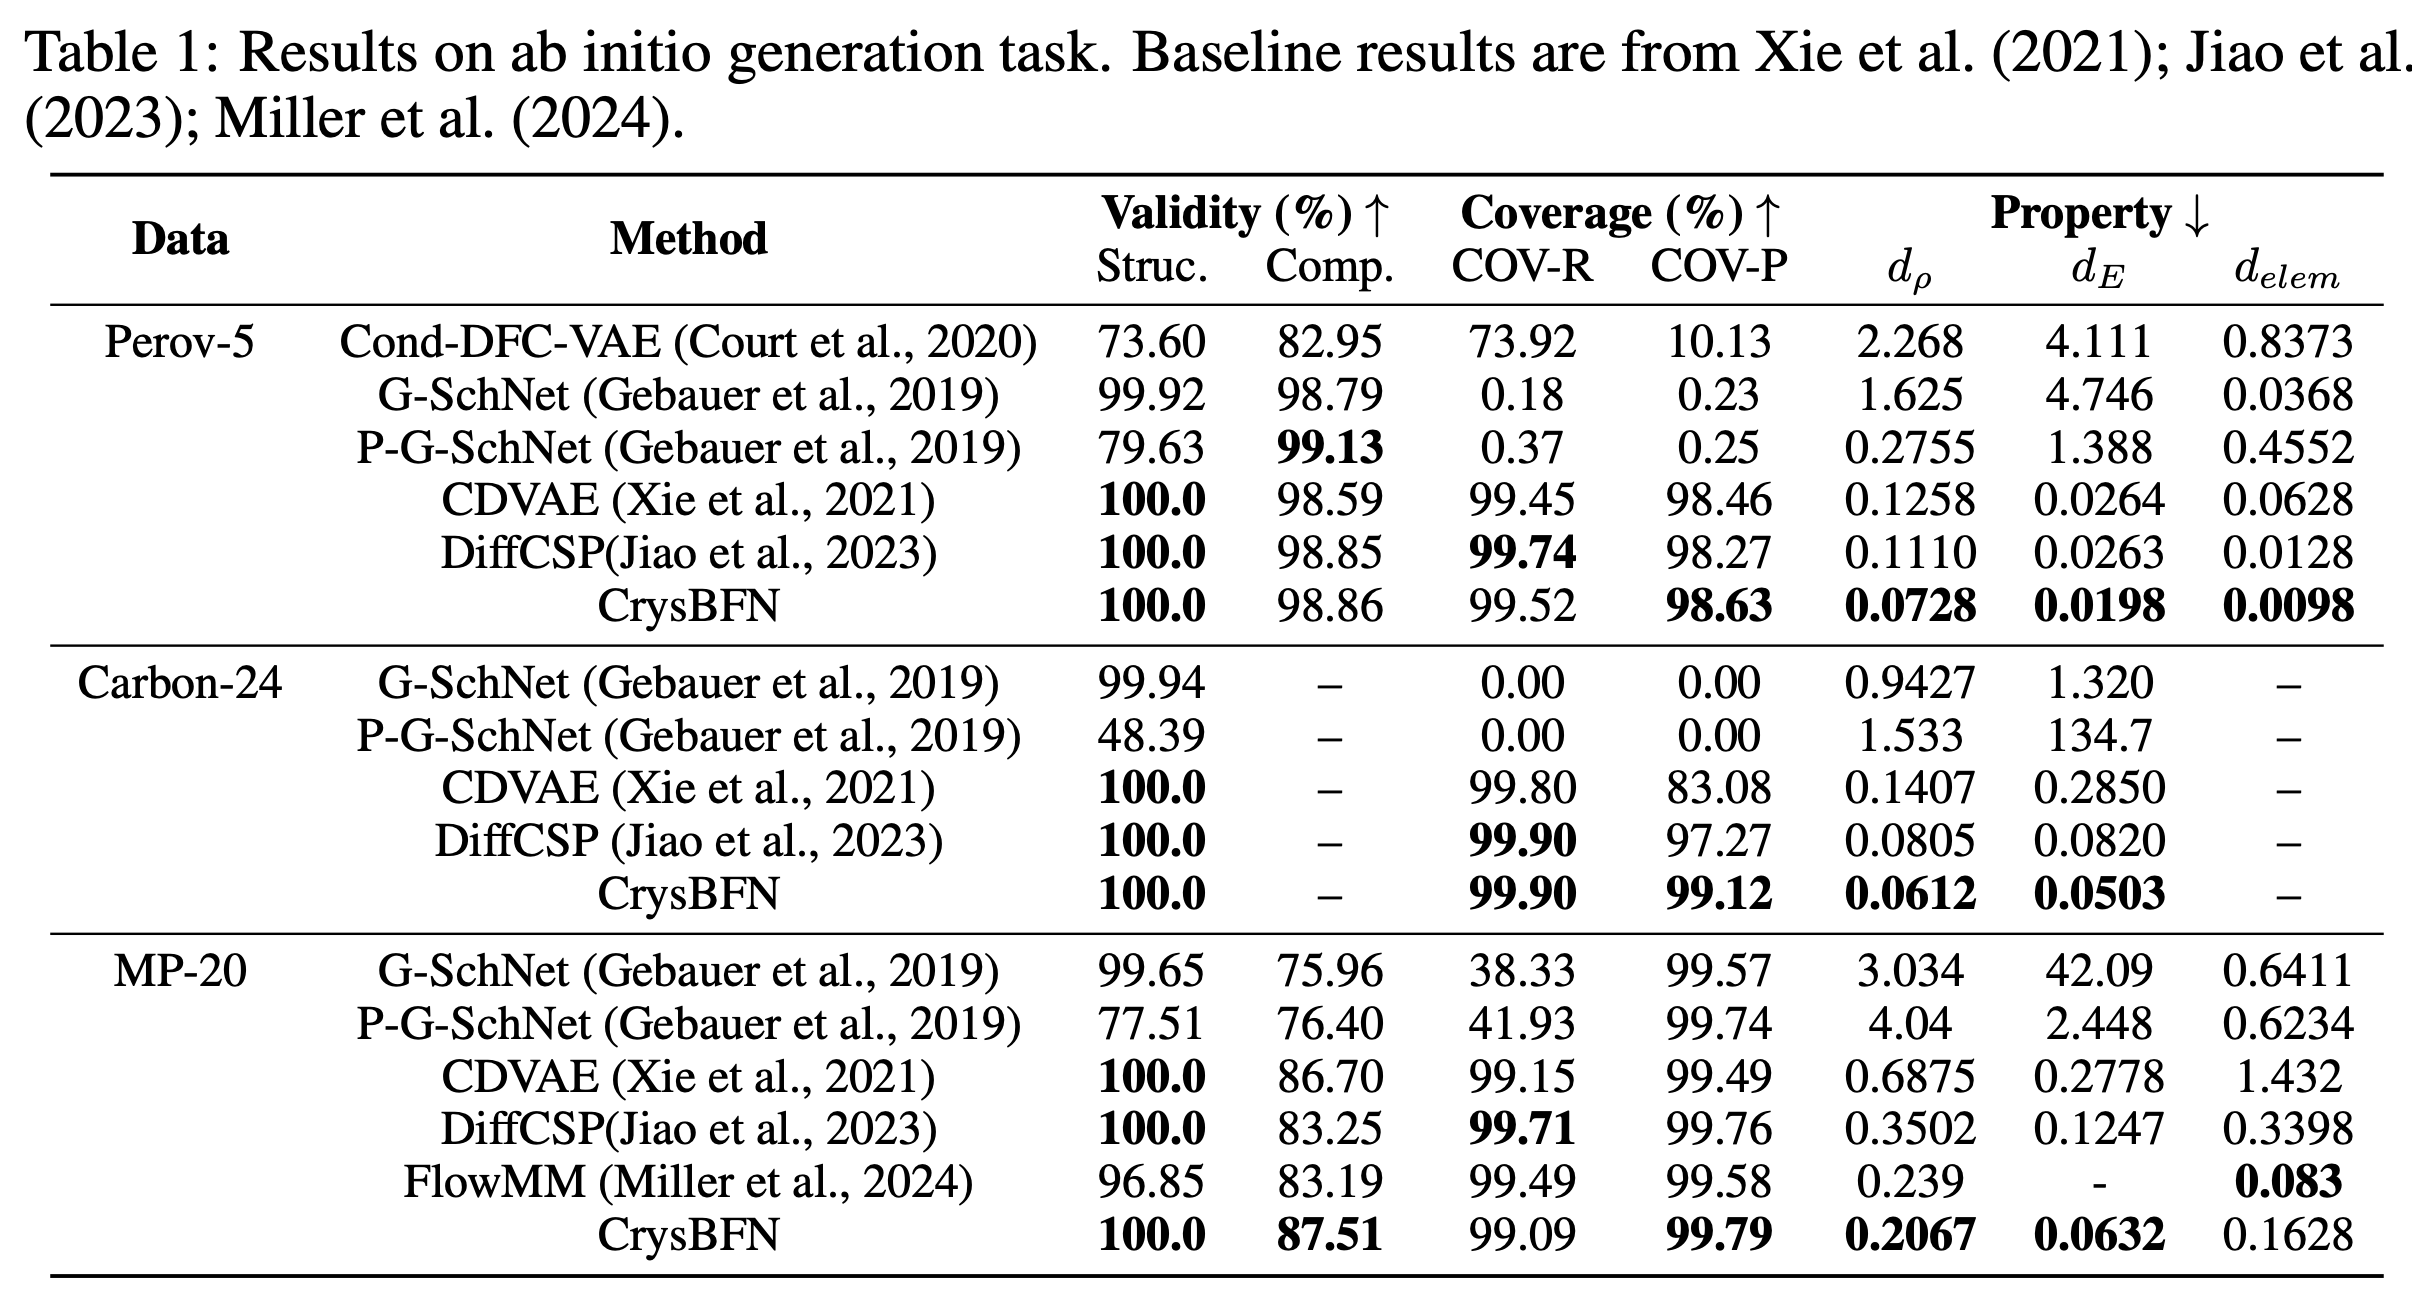 Table 1: Results on ab initio generation task. Baseline results are from Xie et al. (2021); Jiao et al.
(2023); Miller et al. (2024).
Data Method Validity (%) ↑ Coverage (%) ↑ Property ↓
Struc. Comp. COV-R COV-P dρ dE delem
Perov-5 Cond-DFC-VAE (Court et al., 2020) 73.60 82.95 73.92 10.13 2.268 4.111 0.8373
G-SchNet (Gebauer et al., 2019) 99.92 98.79 0.18 0.23 1.625 4.746 0.0368
P-G-SchNet (Gebauer et al., 2019) 79.63 99.13 0.37 0.25 0.2755 1.388 0.4552
CDVAE (Xie et al., 2021) 100.0 98.59 99.45 98.46 0.1258 0.0264 0.0628
DiffCSP(Jiao et al., 2023) 100.0 98.85 99.74 98.27 0.1110 0.0263 0.0128
CrysBFN 100.0 98.86 99.52 98.63 0.0728 0.0198 0.0098
Carbon-24 G-SchNet (Gebauer et al., 2019) 99.94 – 0.00 0.00 0.9427 1.320 –
P-G-SchNet (Gebauer et al., 2019) 48.39 – 0.00 0.00 1.533 134.7 –
CDVAE (Xie et al., 2021) 100.0 – 99.80 83.08 0.1407 0.2850 –
DiffCSP (Jiao et al., 2023) 100.0 – 99.90 97.27 0.0805 0.0820 –
CrysBFN 100.0 – 99.90 99.12 0.0612 0.0503 –
MP-20 G-SchNet (Gebauer et al., 2019) 99.65 75.96 38.33 99.57 3.034 42.09 0.6411
P-G-SchNet (Gebauer et al., 2019) 77.51 76.40 41.93 99.74 4.04 2.448 0.6234
CDVAE (Xie et al., 2021) 100.0 86.70 99.15 99.49 0.6875 0.2778 1.432
DiffCSP(Jiao et al., 2023) 100.0 83.25 99.71 99.76 0.3502 0.1247 0.3398
FlowMM (Miller et al., 2024) 96.85 83.19 99.49 99.58 0.239 - 0.083
CrysBFN 100.0 87.51 99.09 99.79 0.2067 0.0632 0.1628